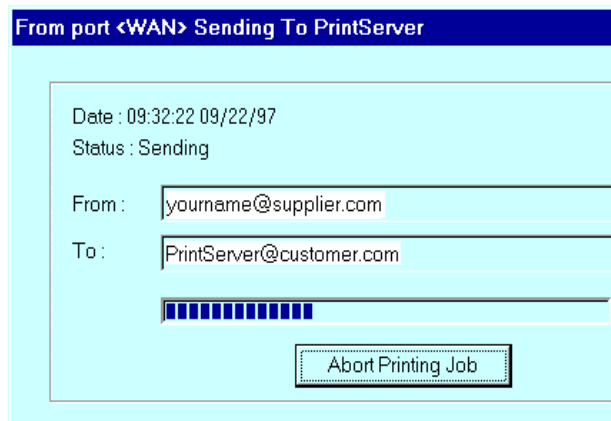 From port <WAN> Sending To PrintServer
Date : 09:32:22 09/22/97
Status : Sending
From : yourname@supplier.com
To : PrintServer@customer.com
Abort Printing Job